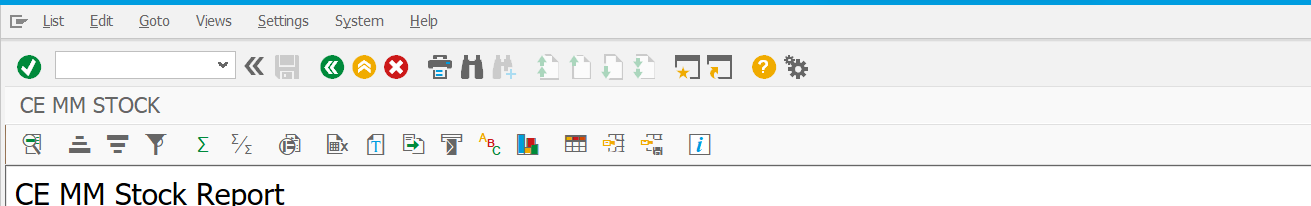 List Edit Goto Views Settings System Help
CE MM STOCK
CE MM Stock Report